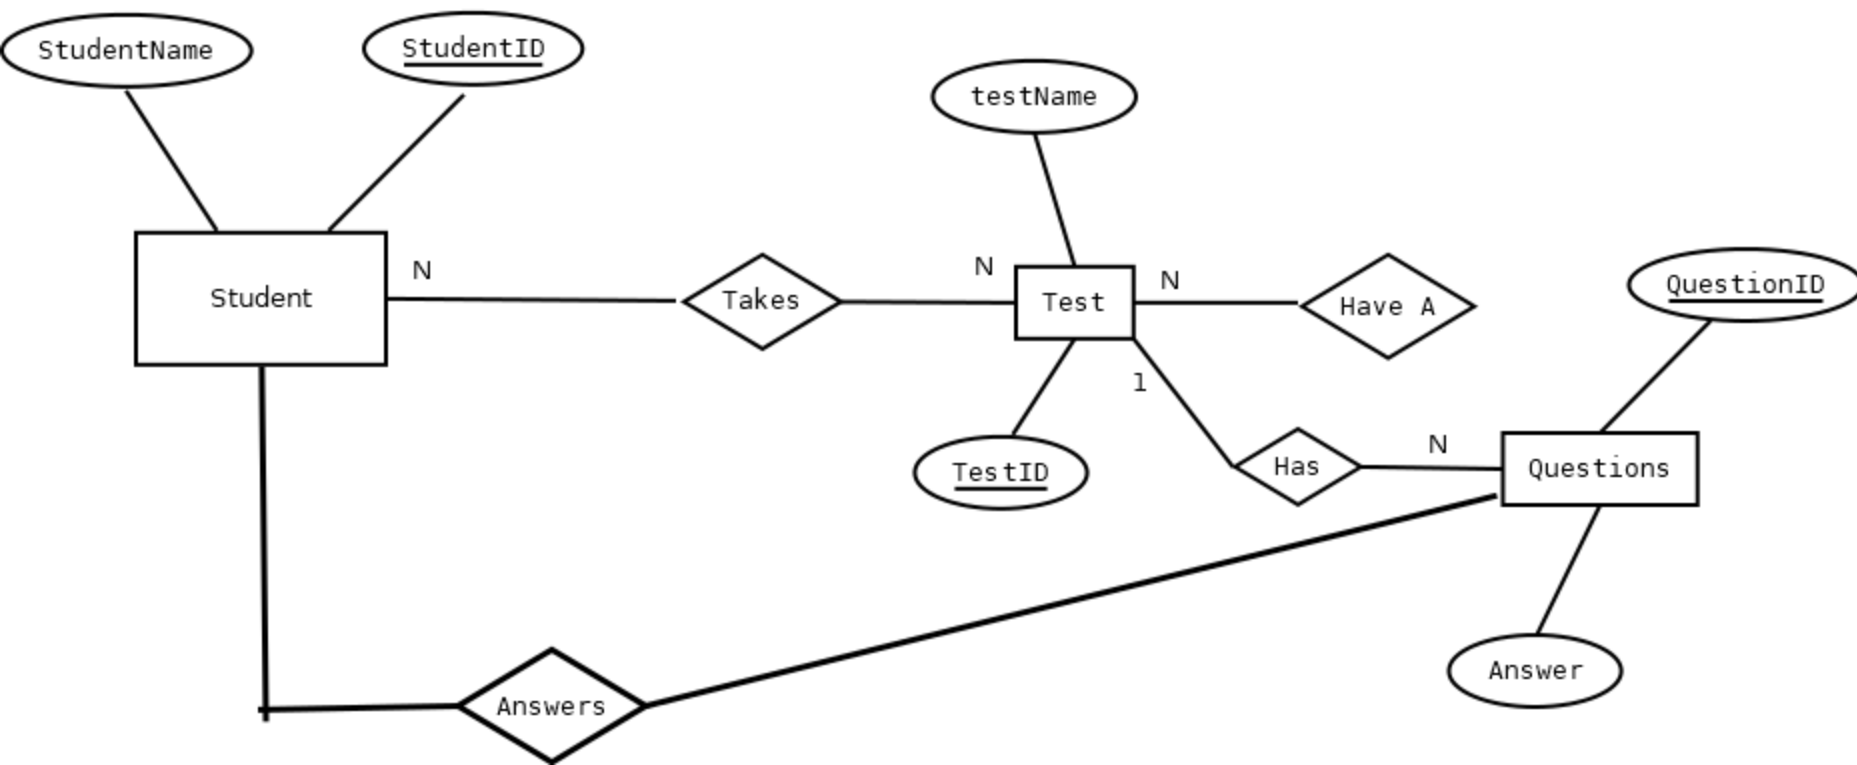 StudentName
StudentID
testName
Student
N
Takes
N
Test
N
Have A
QuestionID
1
TestID
Has
N
Questions
Answer
Answers